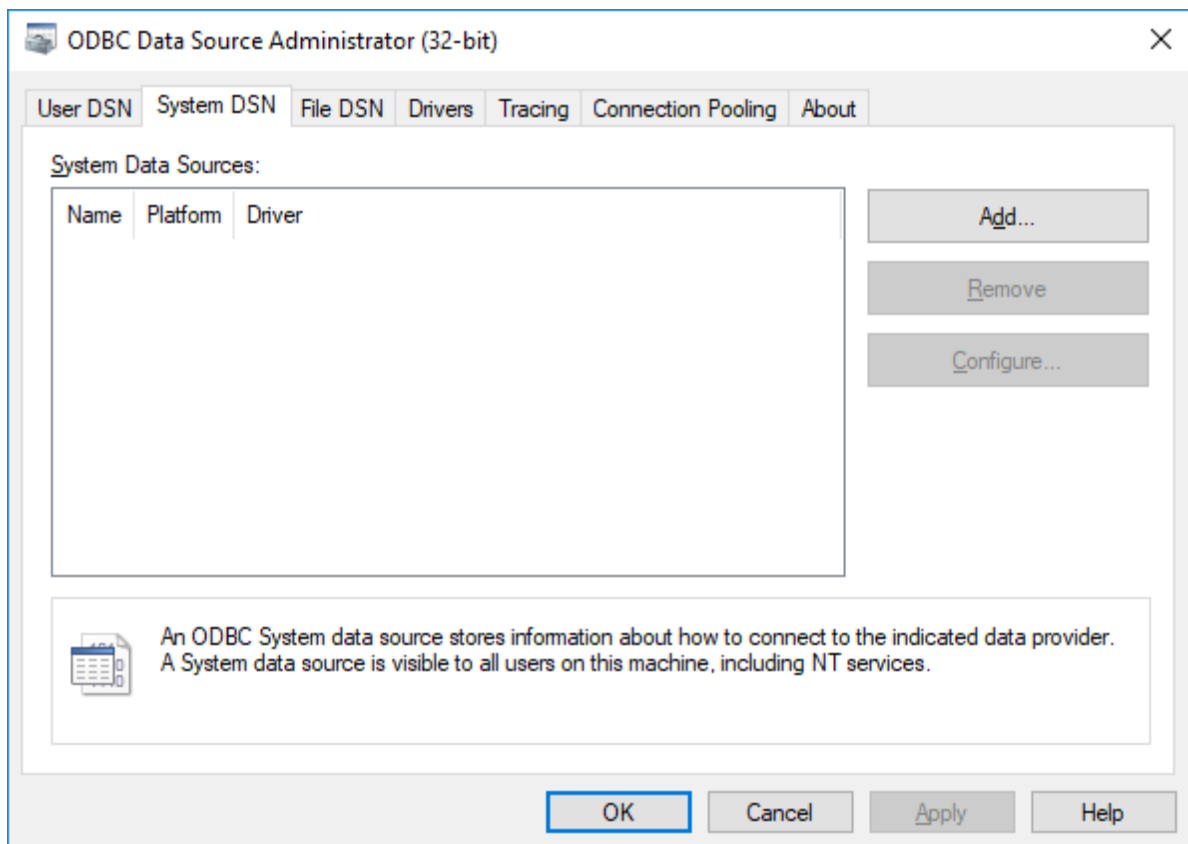 ODBC Data Source Administrator (32-bit)
User DSN System DSN File DSN Drivers Tracing Connection Pooling About
System Data Sources:
Name Platform Driver
Add...
Remove
Configure...
An ODBC System data source stores information about how to connect to the indicated data provider.
A System data source is visible to all users on this machine, including NT services.
OK Cancel Apply Help